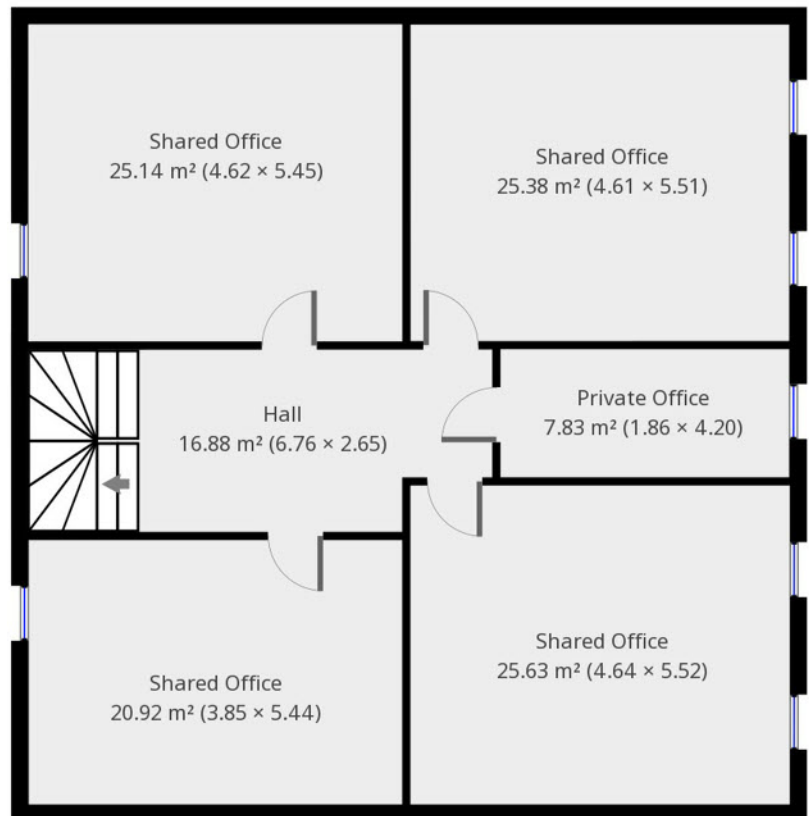 Shared Office
25.14 m² (4.62 × 5.45)
Shared Office
25.38 m² (4.61 × 5.51)
Hall
16.88 m² (6.76 × 2.65)
Private Office
7.83 m² (1.86 × 4.20)
Shared Office
20.92 m² (3.85 × 5.44)
Shared Office
25.63 m² (4.64 × 5.52)